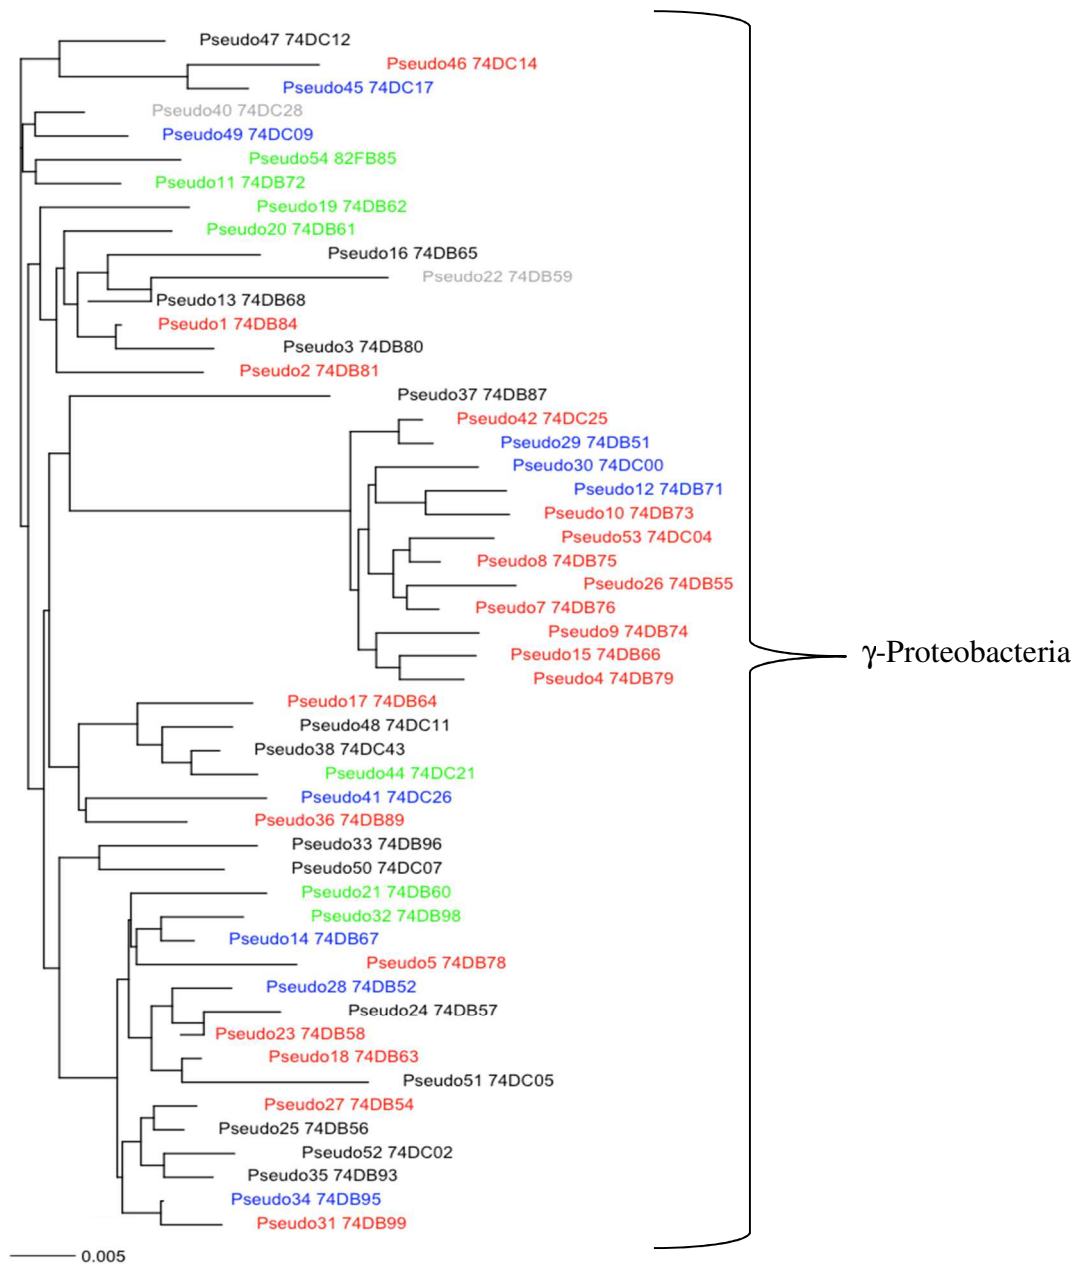 Pseudo47 74DC12
Pseudo46 74DC14
Pseudo45 74DC17
Pseudo40 74DC28
Pseudo49 74DC09
Pseudo54 82FB85
Pseudo11 74DB72
Pseudo19 74DB62
Pseudo20 74DB61
Pseudo16 74DB65
Pseudo22 74DB59
Pseudo13 74DB68
Pseudo1 74DB84
Pseudo3 74DB80
Pseudo2 74DB81
Pseudo37 74DB87
Pseudo42 74DC25
Pseudo29 74DB51
Pseudo30 74DC00
Pseudo12 74DB71
Pseudo10 74DB73
Pseudo53 74DC04
Pseudo8 74DB75
Pseudo26 74DB55
Pseudo7 74DB76
Pseudo9 74DB74
Pseudo15 74DB66
γ-Proteobacteria
Pseudo4 74DB79
Pseudo17 74DB64
Pseudo48 74DC11
Pseudo38 74DC43
Pseudo44 74DC21
Pseudo41 74DC26
Pseudo36 74DB89
Pseudo33 74DB96
Pseudo50 74DC07
Pseudo21 74DB60
Pseudo32 74DB98
Pseudo14 74DB67
Pseudo5 74DB78
Pseudo28 74DB52
Pseudo24 74DB57
Pseudo23 74DB58
Pseudo18 74DB63
Pseudo51 74DC05
Pseudo27 74DB54
Pseudo25 74DB56
Pseudo52 74DC02
Pseudo35 74DB93
Pseudo34 74DB95
Pseudo31 74DB99
0.005